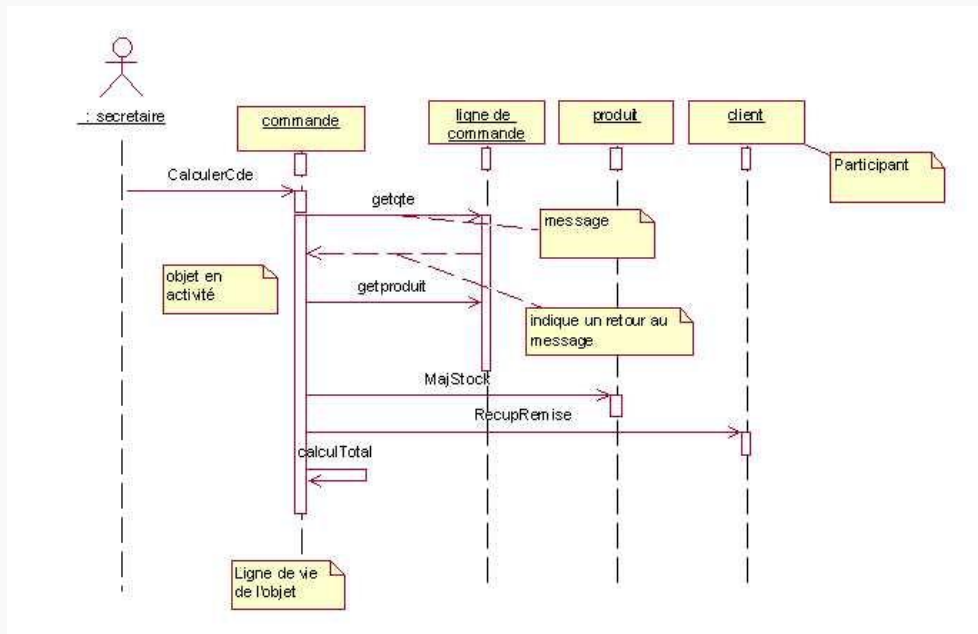 : secretaire
commande
ligne de
commande
produit
client
Participant
CalculerCde
getqte
message
objet en
activité
getproduit
indique un retour au
message
MajStock
RecupRemise
calculTotal
Ligne de vie
de l'objet